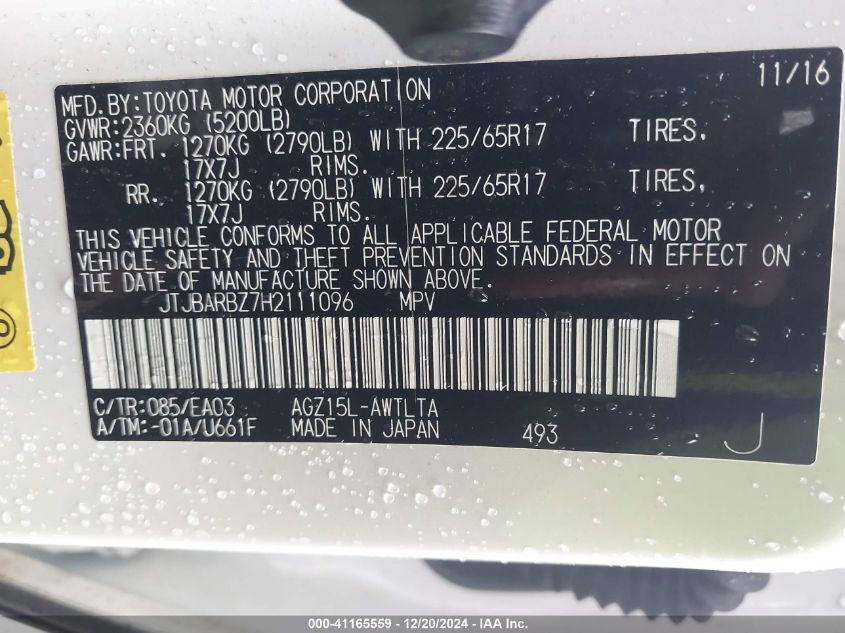 11/16
MFD.BY:TOYOTA MOTOR CORPORATION
GVWR:2360KG (5200LB)
GAWR:FRT. 1270KG (2790LB) WITH 225/65R17 TIRES,
17X7J RIMS.
RR. 1270KG (2790LB) WITH 225/65R17 TIRES,
17X7J RIMS.
THIS VEHICLE CONFORMS TO ALL APPLICABLE FEDERAL MOTOR
VEHICLE SAFETY AND THEFT PREVENTION STANDARDS IN EFFECT ON
THE DATE OF MANUFACTURE SHOWN ABOVE.
JTJBARBZ7H2111096 MPV
C/TR:085/EA03 AGZ15L-AWTLTA
A/TM:-01A/U661F MADE IN JAPAN 493 J
000-41165559 - 12/20/2024 - IAA Inc.